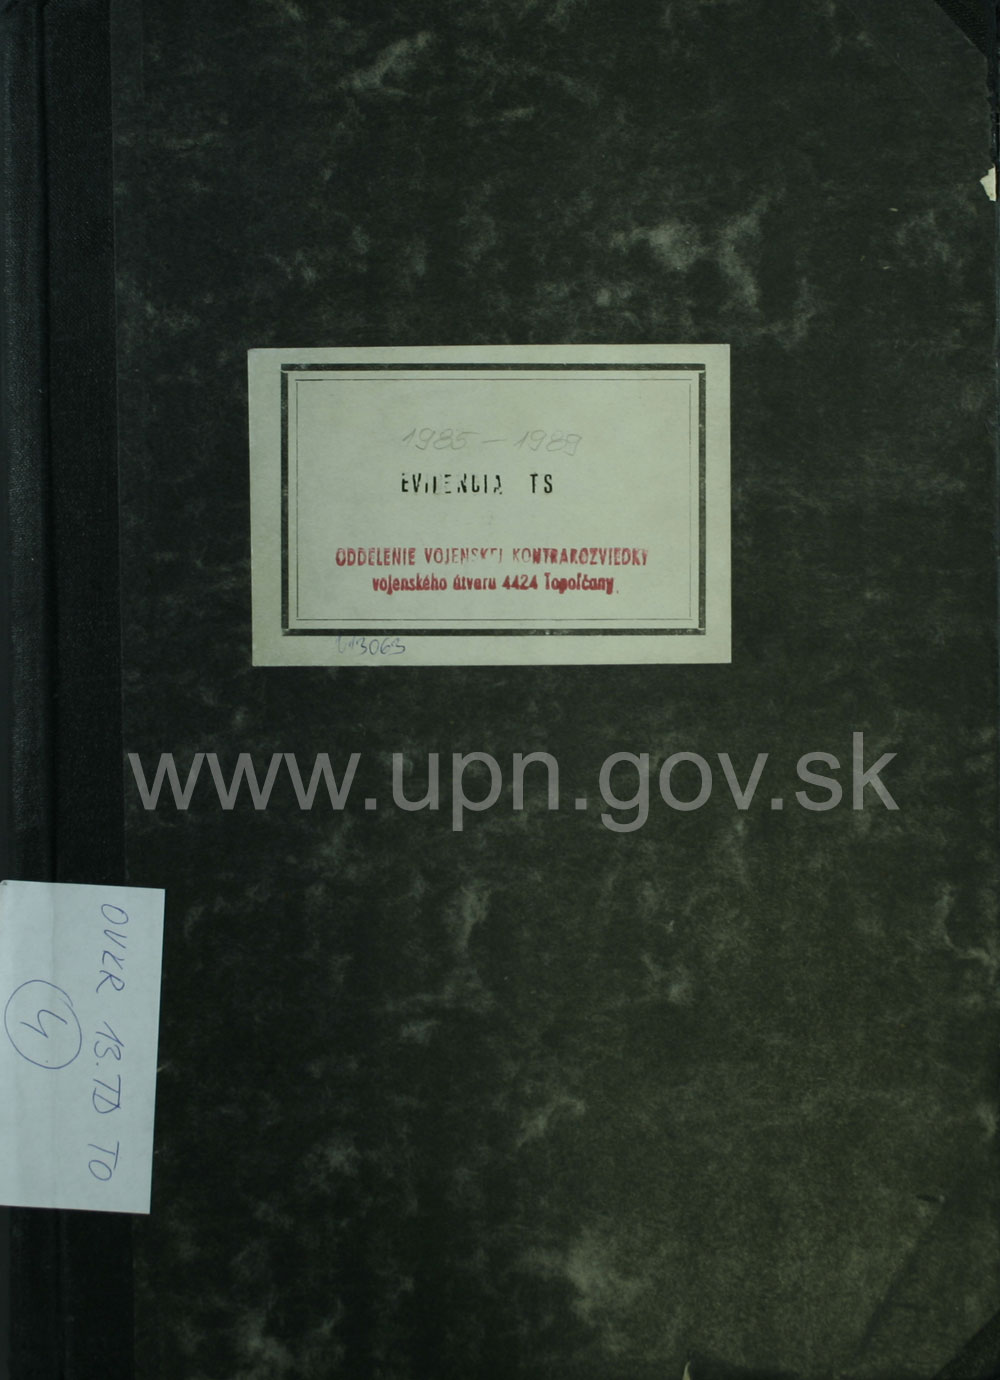 1985 - 1989
EVIDENCIA TS
ODDELENIE VOJENSKEJ KONTRAROZVIEDKY
vojenského útvaru 4424 Topoľčany
www.upn.gov.sk
OVKR 13. TD TO
4